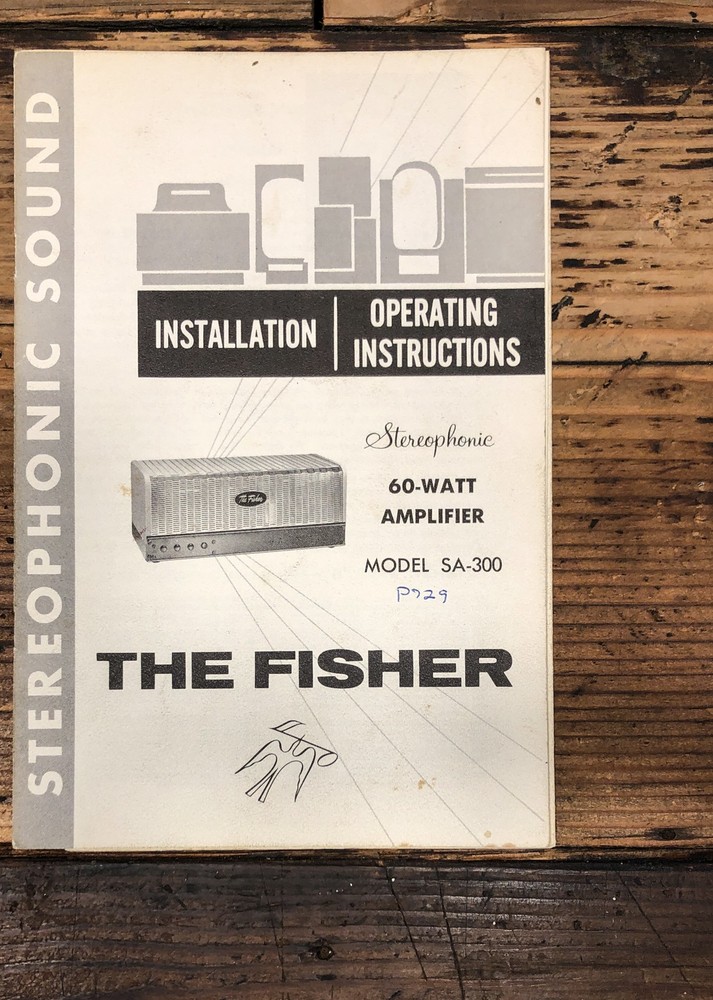 STEREOPHONIC SOUND
INSTALLATION
OPERATING
INSTRUCTIONS
Stereophonic
60-WATT
AMPLIFIER
The Fisher
MODEL SA-300
P729
THE FISHER